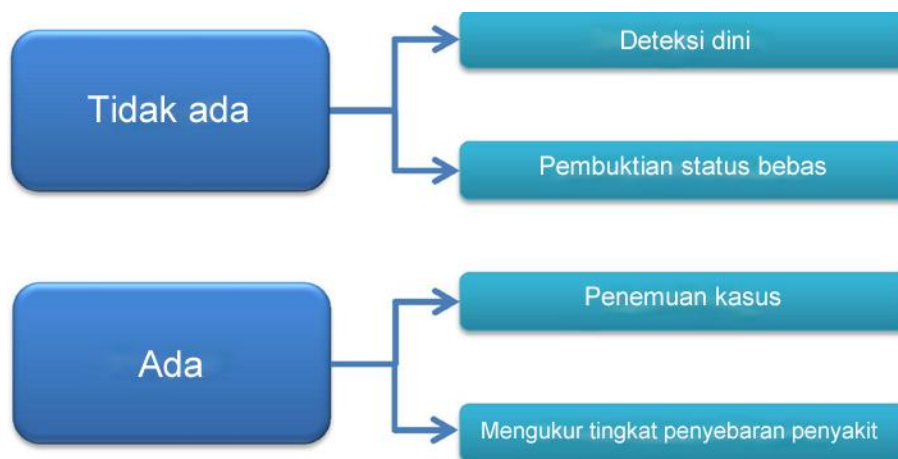 Tidak ada
Deteksi dini
Pembuktian status bebas
Ada
Penemuan kasus
Mengukur tingkat penyebaran penyakit